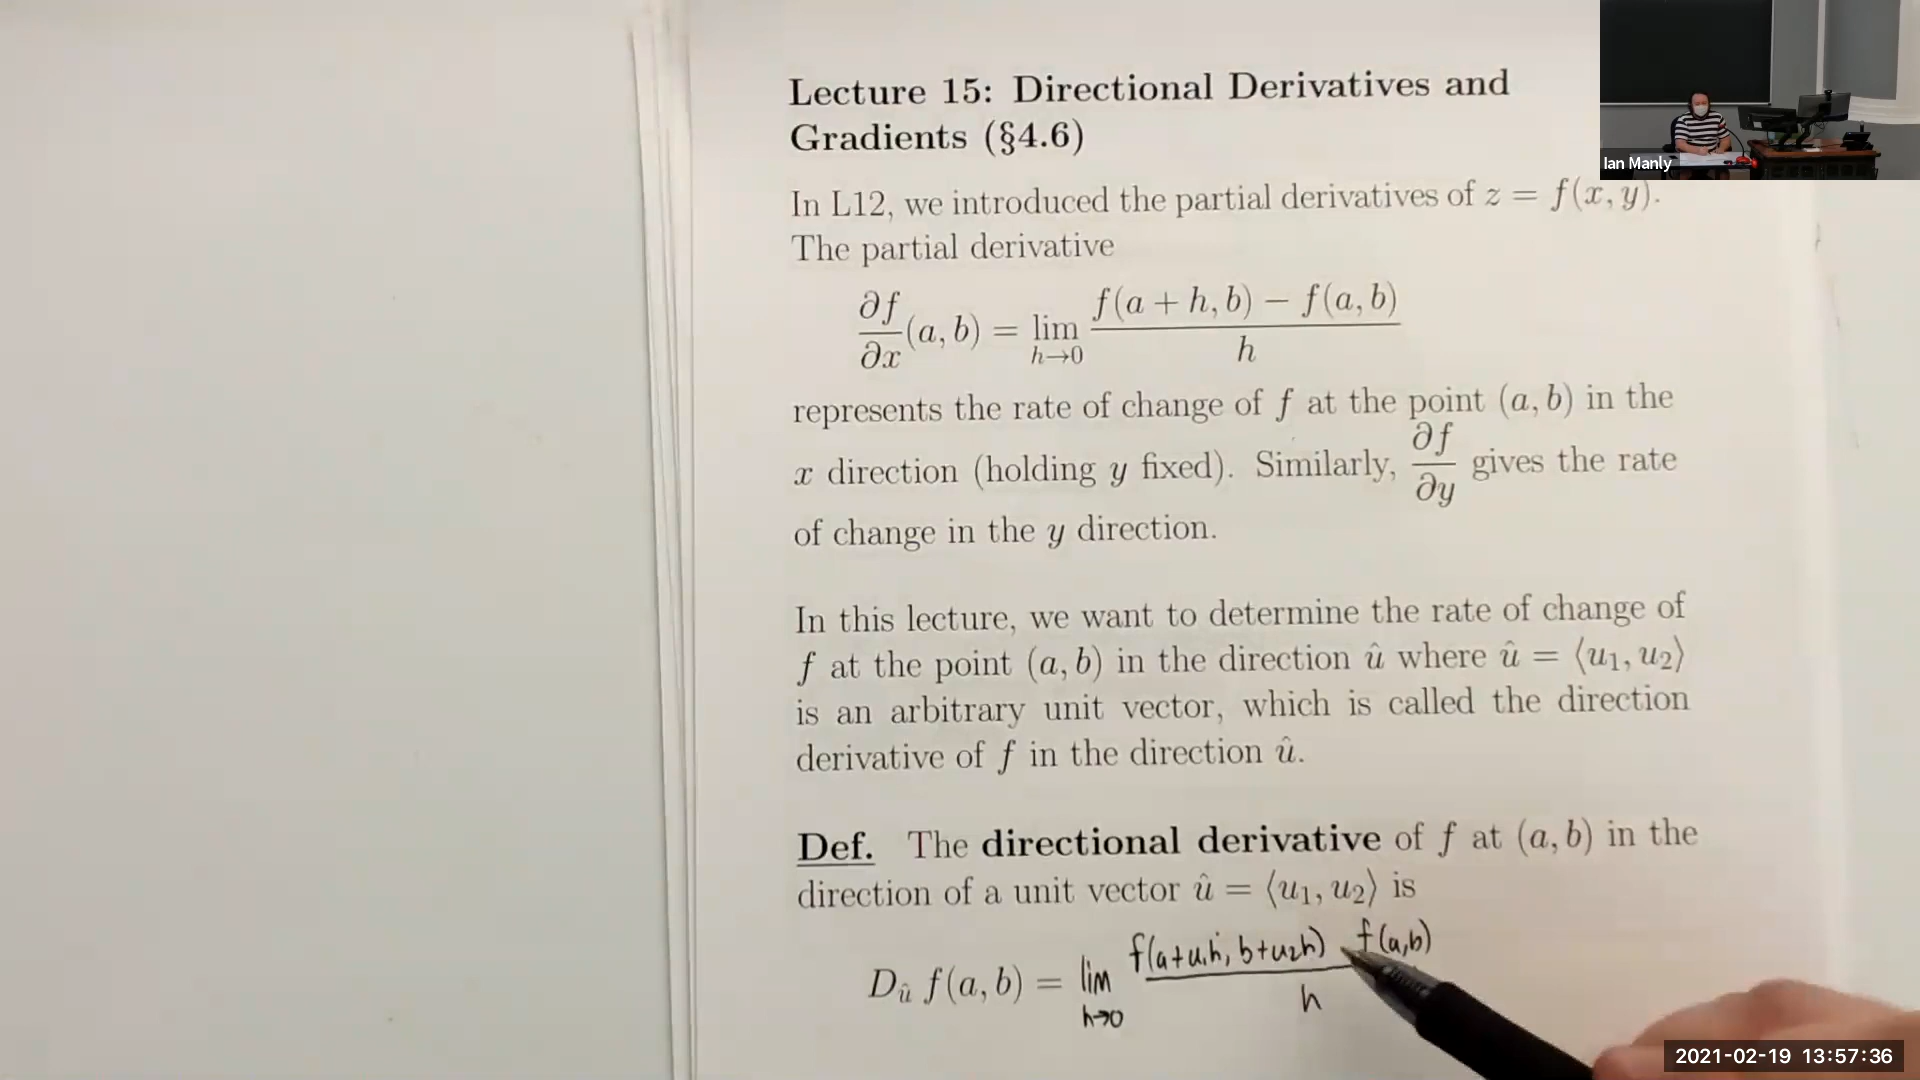 Lecture 15: Directional Derivatives and
Gradients (§4.6)
Ian Manly
In L12, we introduced the partial derivatives of z = f(x, y).
The partial derivative
∂f/∂x (a, b) = lim h→0 (f(a + h, b) − f(a, b))/h
represents the rate of change of f at the point (a, b) in the
x direction (holding y fixed). Similarly, ∂f/∂y gives the rate
of change in the y direction.
In this lecture, we want to determine the rate of change of
f at the point (a, b) in the direction û where û = ⟨u₁, u₂⟩
is an arbitrary unit vector, which is called the direction
derivative of f in the direction û.
Def. The directional derivative of f at (a, b) in the
direction of a unit vector û = ⟨u₁, u₂⟩ is
D_û f(a, b) = lim h→0 (f(a+u₁h, b+u₂h) f(a,b))/h
2021-02-19 13:57:36